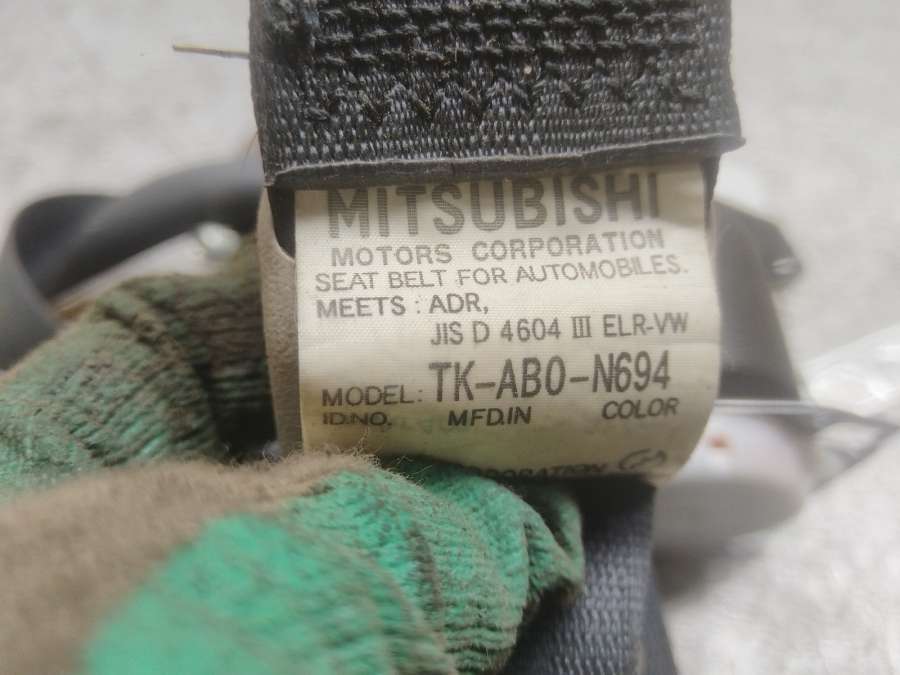 MITSUBISHI
MOTORS CORPORATION
SEAT BELT FOR AUTOMOBILES.
MEETS : ADR,
JIS D 4604 III ELR-VW
MODEL: TK-AB0-N694
ID.NO. MFD.IN COLOR
CORPORATION